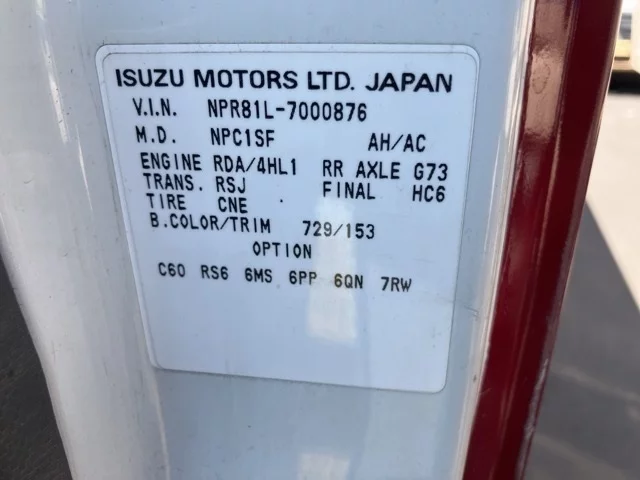 ISUZU MOTORS LTD. JAPAN
V.I.N. NPR81L-7000876
M.D. NPC1SF AH/AC
ENGINE RDA/4HL1 RR AXLE G73
TRANS. RSJ FINAL HC6
TIRE CNE
B.COLOR/TRIM 729/153
OPTION
C60 RS6 6MS 6PP 6QN 7RW